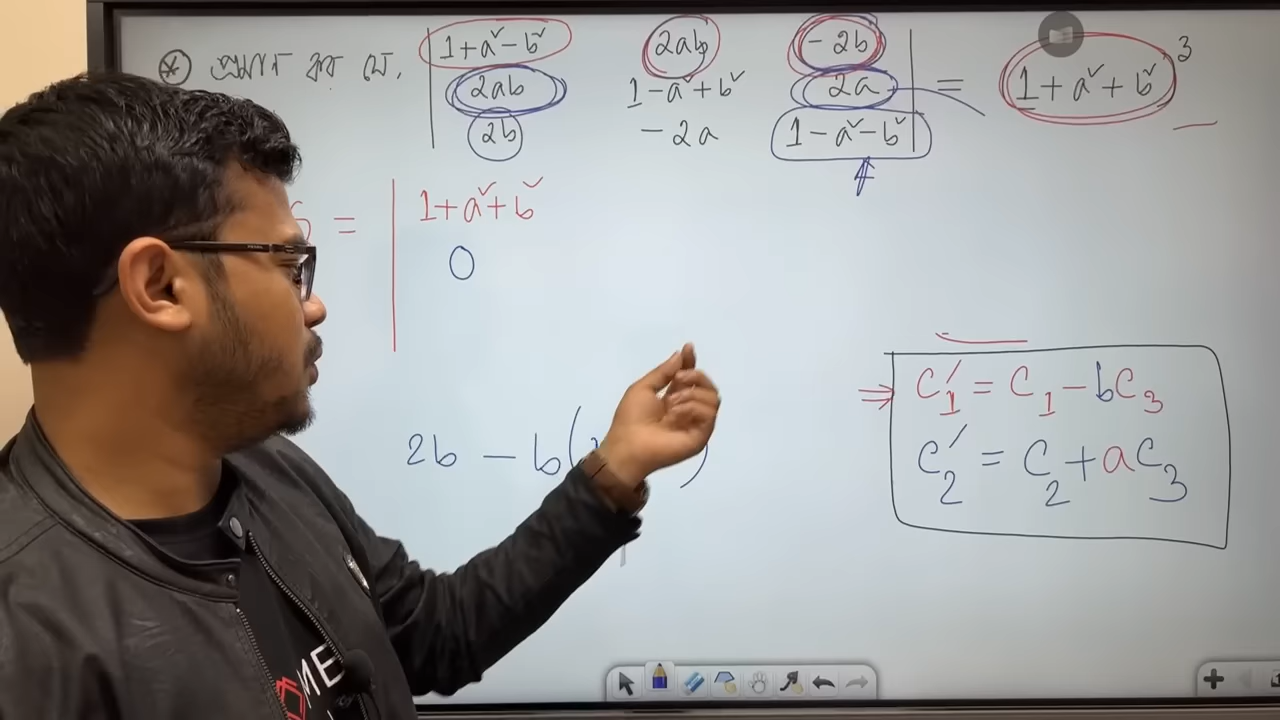 ⊛ প্রমাণ কর যে, | 1+a²-b² 2ab -2b | = (1+a²+b²)³
2ab 1-a²+b² 2a
2b -2a 1-a²-b²
S = | 1+a²+b²
0
C₁′ = C₁ - bC₃
2b - b( )
C₂′ = C₂ + aC₃
ME